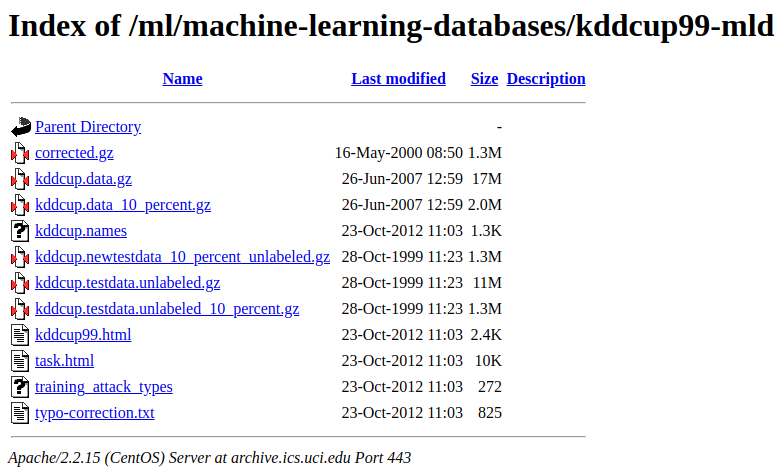 Index of /ml/machine-learning-databases/kddcup99-mld
Name Last modified Size Description
Parent Directory -
corrected.gz 16-May-2000 08:50 1.3M
kddcup.data.gz 26-Jun-2007 12:59 17M
kddcup.data_10_percent.gz 26-Jun-2007 12:59 2.0M
kddcup.names 23-Oct-2012 11:03 1.3K
kddcup.newtestdata_10_percent_unlabeled.gz 28-Oct-1999 11:23 1.3M
kddcup.testdata.unlabeled.gz 28-Oct-1999 11:23 11M
kddcup.testdata.unlabeled_10_percent.gz 28-Oct-1999 11:23 1.3M
kddcup99.html 23-Oct-2012 11:03 2.4K
task.html 23-Oct-2012 11:03 10K
training_attack_types 23-Oct-2012 11:03 272
typo-correction.txt 23-Oct-2012 11:03 825
Apache/2.2.15 (CentOS) Server at archive.ics.uci.edu Port 443